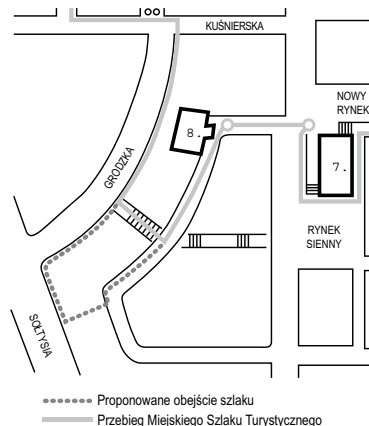 KUŚNIERSKA
NOWY
RYNEK
8.
7.
GRODZKA
RYNEK
SIENNY
SOŁTYSIA
Proponowane obejście szlaku
Przebieg Miejskiego Szlaku Turystycznego